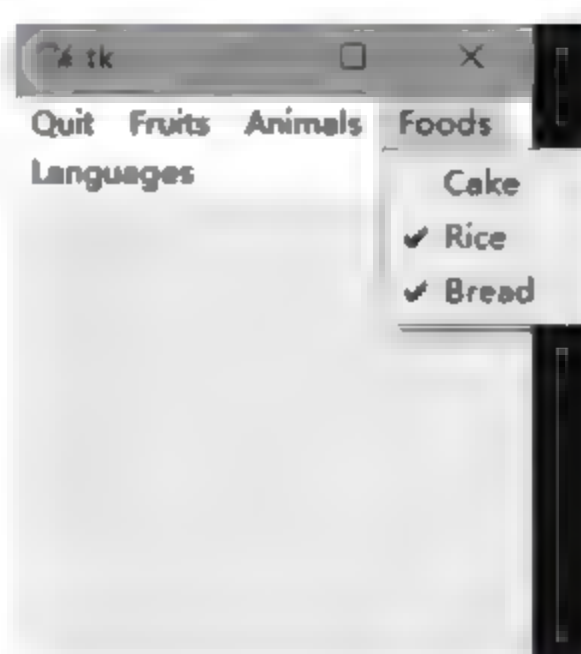 tk
Quit Fruits Animals Foods
Languages
Cake
Rice
Bread